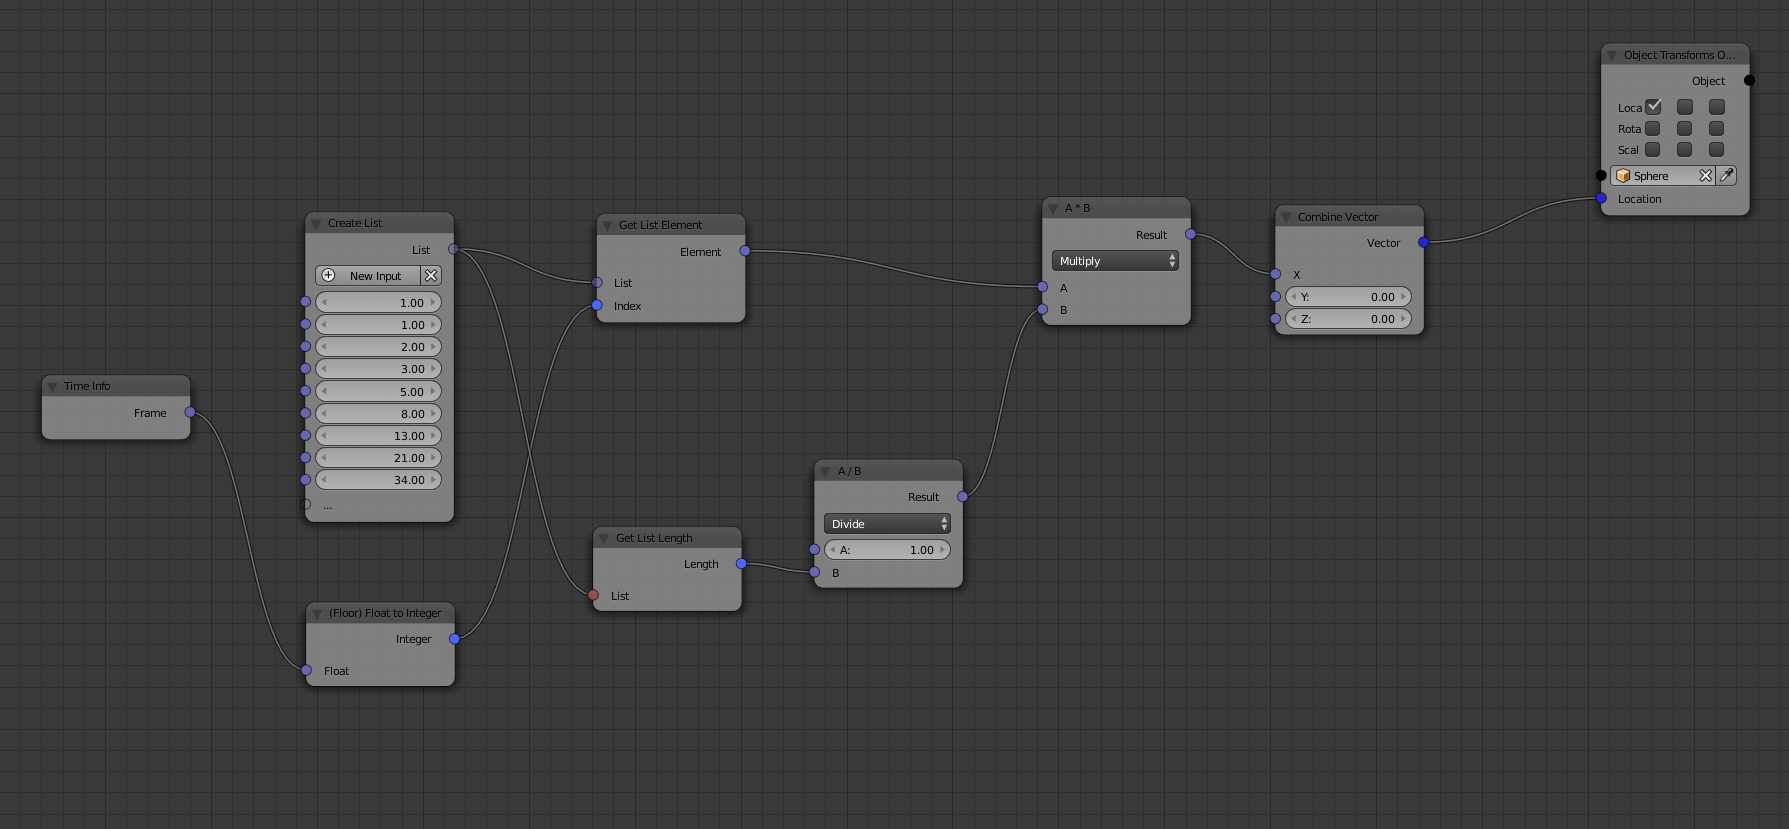 Time Info
Frame
Create List
List
New Input
1.00
1.00
2.00
3.00
5.00
8.00
13.00
21.00
34.00
...
(Floor) Float to Integer
Integer
Float
Get List Element
Element
List
Index
Get List Length
Length
List
A / B
Result
Divide
A: 1.00
B
A * B
Result
Multiply
A
B
Combine Vector
Vector
X
Y: 0.00
Z: 0.00
Object Transforms O...
Object
Loca
Rota
Scal
Sphere
Location